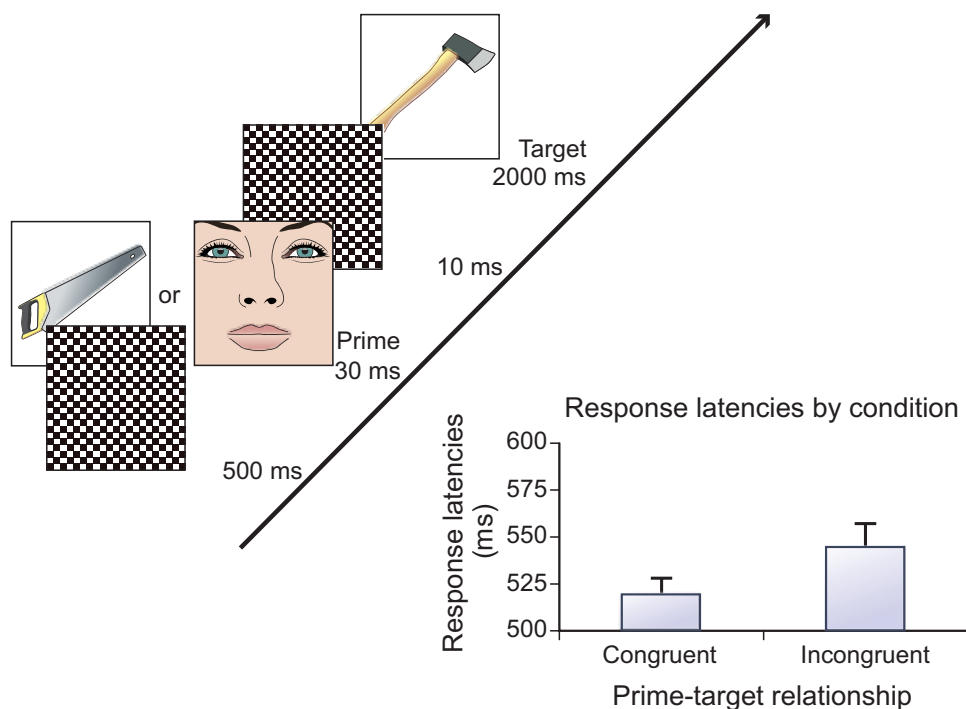 Target
2000 ms
10 ms
or
Prime
30 ms
500 ms
Response latencies by condition
Response latencies
(ms)
600
575
550
525
500
Congruent
Incongruent
Prime-target relationship